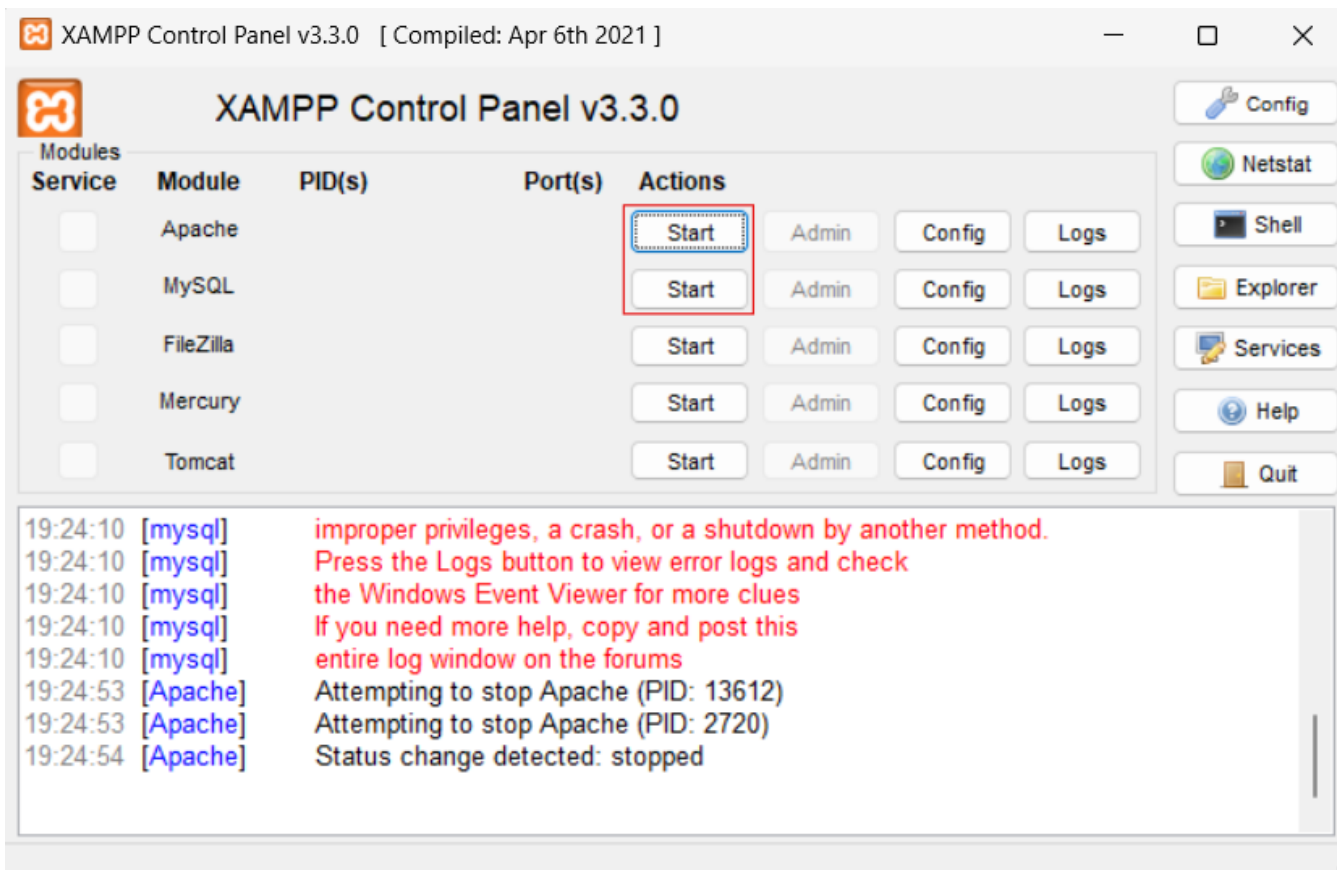 XAMPP Control Panel v3.3.0 [ Compiled: Apr 6th 2021 ]
XAMPP Control Panel v3.3.0
Config
Modules
Service Module PID(s) Port(s) Actions
Netstat
Apache Start Admin Config Logs
Shell
MySQL Start Admin Config Logs
Explorer
FileZilla Start Admin Config Logs
Services
Mercury Start Admin Config Logs
Help
Tomcat Start Admin Config Logs
Quit
19:24:10 [mysql] improper privileges, a crash, or a shutdown by another method.
19:24:10 [mysql] Press the Logs button to view error logs and check
19:24:10 [mysql] the Windows Event Viewer for more clues
19:24:10 [mysql] If you need more help, copy and post this
19:24:10 [mysql] entire log window on the forums
19:24:53 [Apache] Attempting to stop Apache (PID: 13612)
19:24:53 [Apache] Attempting to stop Apache (PID: 2720)
19:24:54 [Apache] Status change detected: stopped